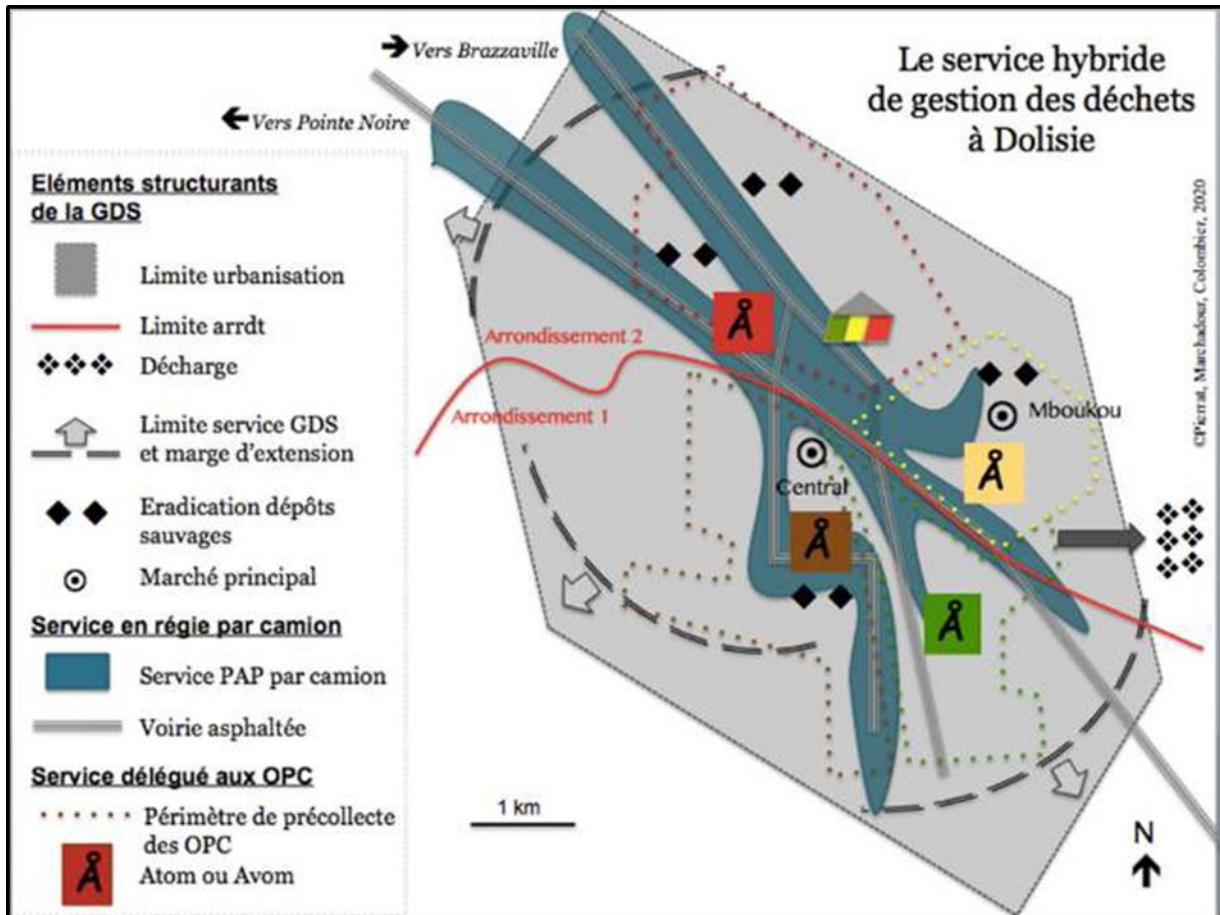 Le service hybride
de gestion des déchets
à Dolisie
Vers Brazzaville
Vers Pointe Noire
Eléments structurants
de la GDS
Limite urbanisation
Limite arrdt
Décharge
Limite service GDS
et marge d'extension
Eradication dépôts
sauvages
Marché principal
Service en régie par camion
Service PAP par camion
Voirie asphaltée
Service délégué aux OPC
Périmètre de précollecte
des OPC
Atom ou Avom
Arrondissement 2
Arrondissement 1
Mboukou
Central
1 km
N
©Pierrat, Marchadour, Colombier, 2020